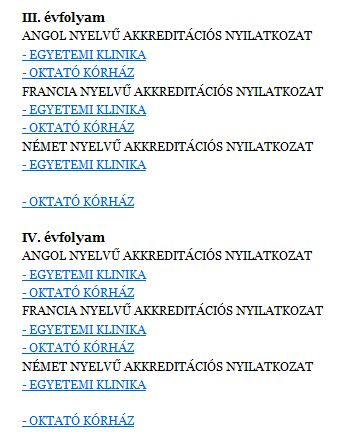 III. évfolyam
ANGOL NYELVŰ AKKREDITÁCIÓS NYILATKOZAT
- EGYETEMI KLINIKA
- OKTATÓ KÓRHÁZ
FRANCIA NYELVŰ AKKREDITÁCIÓS NYILATKOZAT
- EGYETEMI KLINIKA
- OKTATÓ KÓRHÁZ
NÉMET NYELVŰ AKKREDITÁCIÓS NYILATKOZAT
- EGYETEMI KLINIKA
- OKTATÓ KÓRHÁZ
IV. évfolyam
ANGOL NYELVŰ AKKREDITÁCIÓS NYILATKOZAT
- EGYETEMI KLINIKA
- OKTATÓ KÓRHÁZ
FRANCIA NYELVŰ AKKREDITÁCIÓS NYILATKOZAT
- EGYETEMI KLINIKA
- OKTATÓ KÓRHÁZ
NÉMET NYELVŰ AKKREDITÁCIÓS NYILATKOZAT
- EGYETEMI KLINIKA
- OKTATÓ KÓRHÁZ